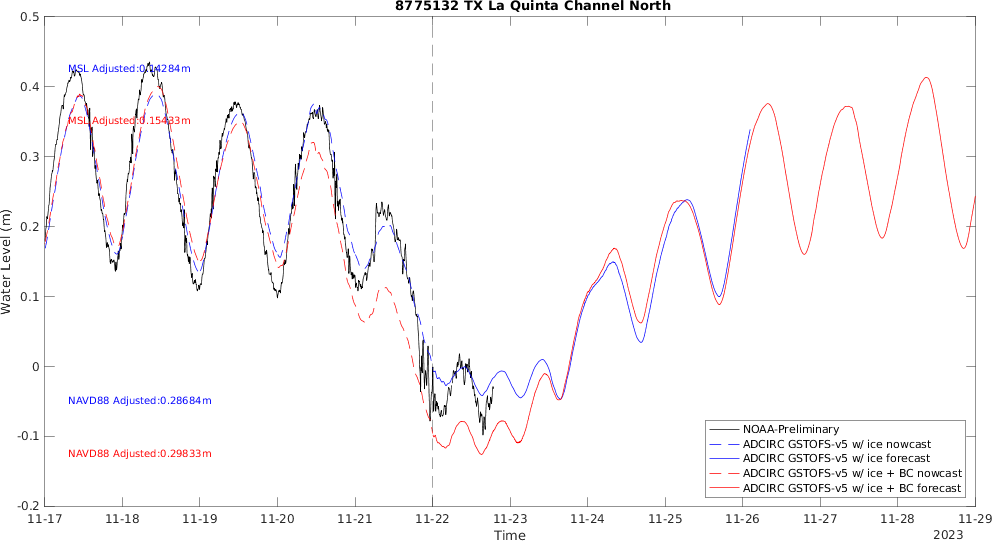 8775132 TX La Quinta Channel North
0.5
0.4
0.3
0.2
0.1
0
-0.1
-0.2
Water Level (m)
MSL Adjusted:0.14284m
MSL Adjusted:0.15433m
NAVD88 Adjusted:0.28684m
NAVD88 Adjusted:0.29833m
NOAA-Preliminary
ADCIRC GSTOFS-v5 w/ ice nowcast
ADCIRC GSTOFS-v5 w/ ice forecast
ADCIRC GSTOFS-v5 w/ ice + BC nowcast
ADCIRC GSTOFS-v5 w/ ice + BC forecast
11-17 11-18 11-19 11-20 11-21 11-22 11-23 11-24 11-25 11-26 11-27 11-28 11-29
Time
2023